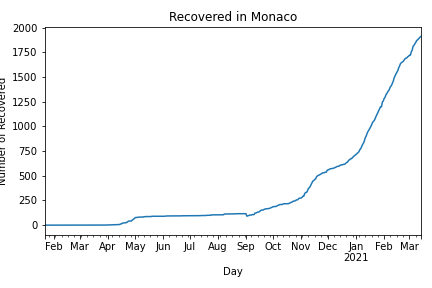 Recovered in Monaco
2000
1750
1500
1250
1000
750
500
250
0
Number of Recovered
Feb Mar Apr May Jun Jul Aug Sep Oct Nov Dec Jan Feb Mar
2021
Day